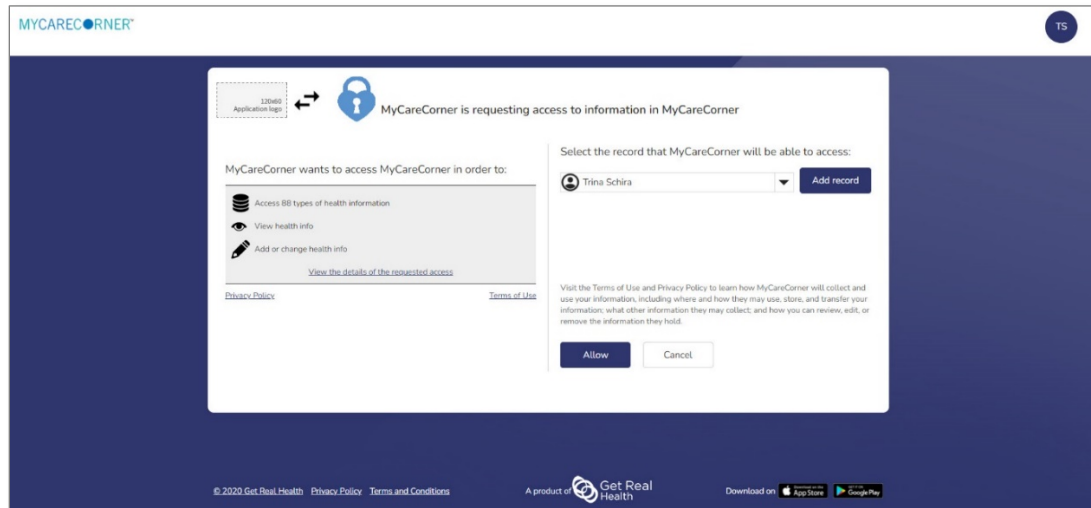 MYCARECORNER™
TS
120x60
Application logo
MyCareCorner is requesting access to information in MyCareCorner
MyCareCorner wants to access MyCareCorner in order to:
Access 88 types of health information
View health info
Add or change health info
View the details of the requested access
Privacy Policy
Terms of Use
Select the record that MyCareCorner will be able to access:
Trina Schira
Add record
Visit the Terms of Use and Privacy Policy to learn how MyCareCorner will collect and
use your information, including where and how they may use, store, and transfer your
information; what other information they may collect; and how you can review, edit, or
remove the information they hold.
Allow
Cancel
© 2020 Get Real Health Privacy Policy Terms and Conditions
A product of Get Real
Health
Download on
App Store
Google Play